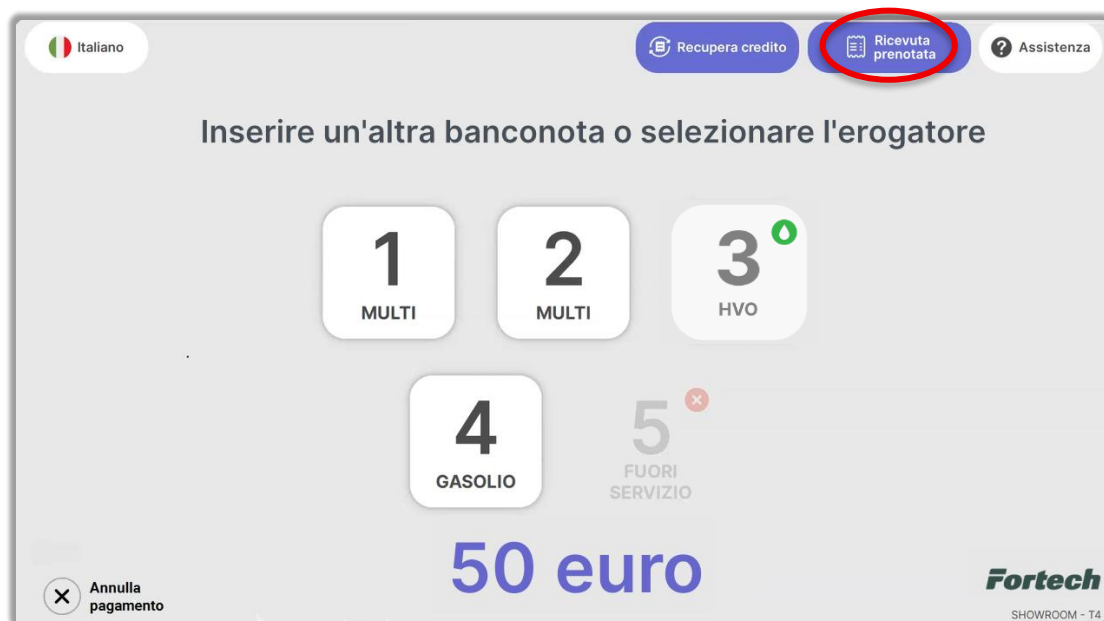 Italiano
Recupera credito
Ricevuta
prenotata
? Assistenza
Inserire un'altra banconota o selezionare l'erogatore
1
MULTI
2
MULTI
3
HVO
4
GASOLIO
5
FUORI
SERVIZIO
50 euro
Annulla
pagamento
Fortech
SHOWROOM - T4